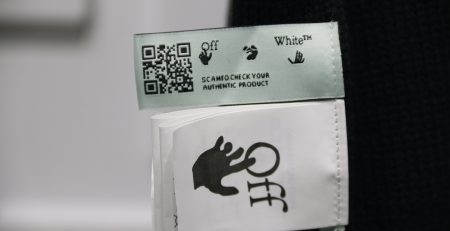 Off White™
SCAN TO CHECK YOUR
AUTHENTIC PRODUCT
Off